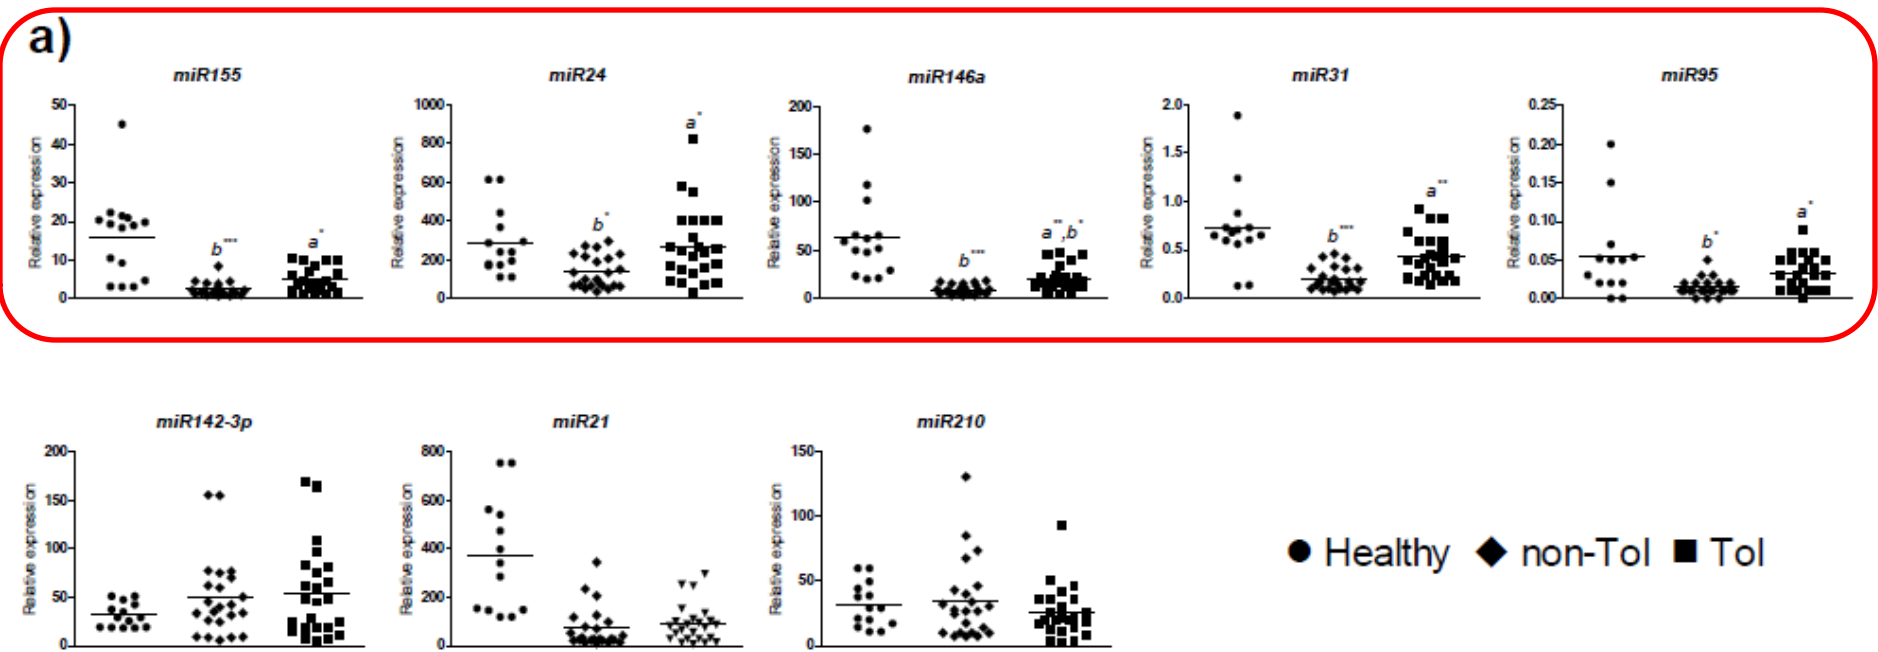 a)
miR155 miR24 miR146a miR31 miR95
Relative expression
50
40
30
20
10
0
b***
a*
Relative expression
1000
800
600
400
200
0
b*
a*
Relative expression
200
150
100
50
0
b***
a**,b*
Relative expression
2.0
1.5
1.0
0.5
0.0
b***
a**
Relative expression
0.25
0.20
0.15
0.10
0.05
0.00
b*
a*
miR142-3p miR21 miR210
Relative expression
200
150
100
50
0
Relative expression
800
600
400
200
0
Relative expression
150
100
50
0
Healthy non-Tol Tol